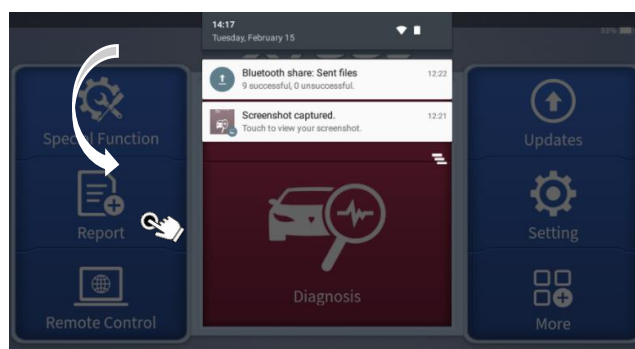 14:17
Tuesday, February 15
33%
Bluetooth share: Sent files
12:22
9 successful, 0 unsuccessful.
Screenshot captured.
12:21
Touch to view your screenshot.
Special Function
Updates
Report
Setting
Diagnosis
Remote Control
More